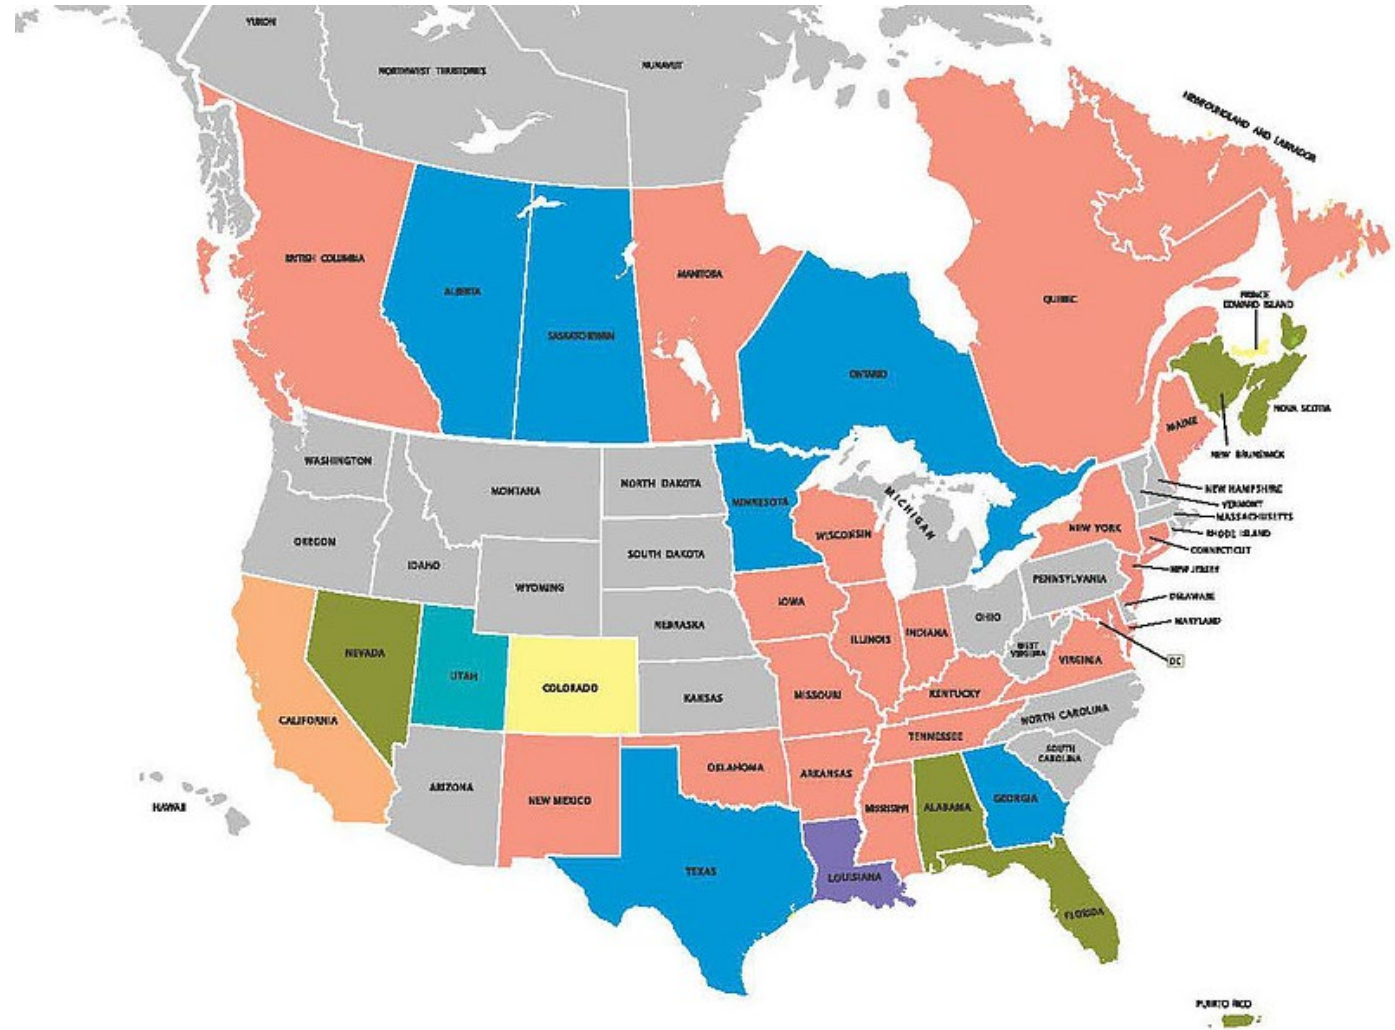 YUKON
NORTHWEST TERRITORIES
NUNAVUT
NEWFOUNDLAND AND LABRADOR
BRITISH COLUMBIA
ALBERTA
SASKATCHEWAN
MANITOBA
ONTARIO
QUEBEC
PRINCE
EDWARD ISLAND
NOVA SCOTIA
NEW BRUNSWICK
MAINE
NEW HAMPSHIRE
VERMONT
MASSACHUSETTS
RHODE ISLAND
CONNECTICUT
NEW JERSEY
DELAWARE
MARYLAND
DC
WASHINGTON
MONTANA
NORTH DAKOTA
MINNESOTA
MICHIGAN
WISCONSIN
NEW YORK
OREGON
IDAHO
SOUTH DAKOTA
WYOMING
PENNSYLVANIA
IOWA
NEBRASKA
ILLINOIS
INDIANA
OHIO
WEST
VIRGINIA
VIRGINIA
NEVADA
UTAH
COLORADO
KANSAS
MISSOURI
KENTUCKY
CALIFORNIA
NORTH CAROLINA
TENNESSEE
SOUTH
CAROLINA
ARIZONA
NEW MEXICO
OKLAHOMA
ARKANSAS
MISSISSIPPI
ALABAMA
GEORGIA
HAWAII
TEXAS
LOUISIANA
FLORIDA
PUERTO RICO